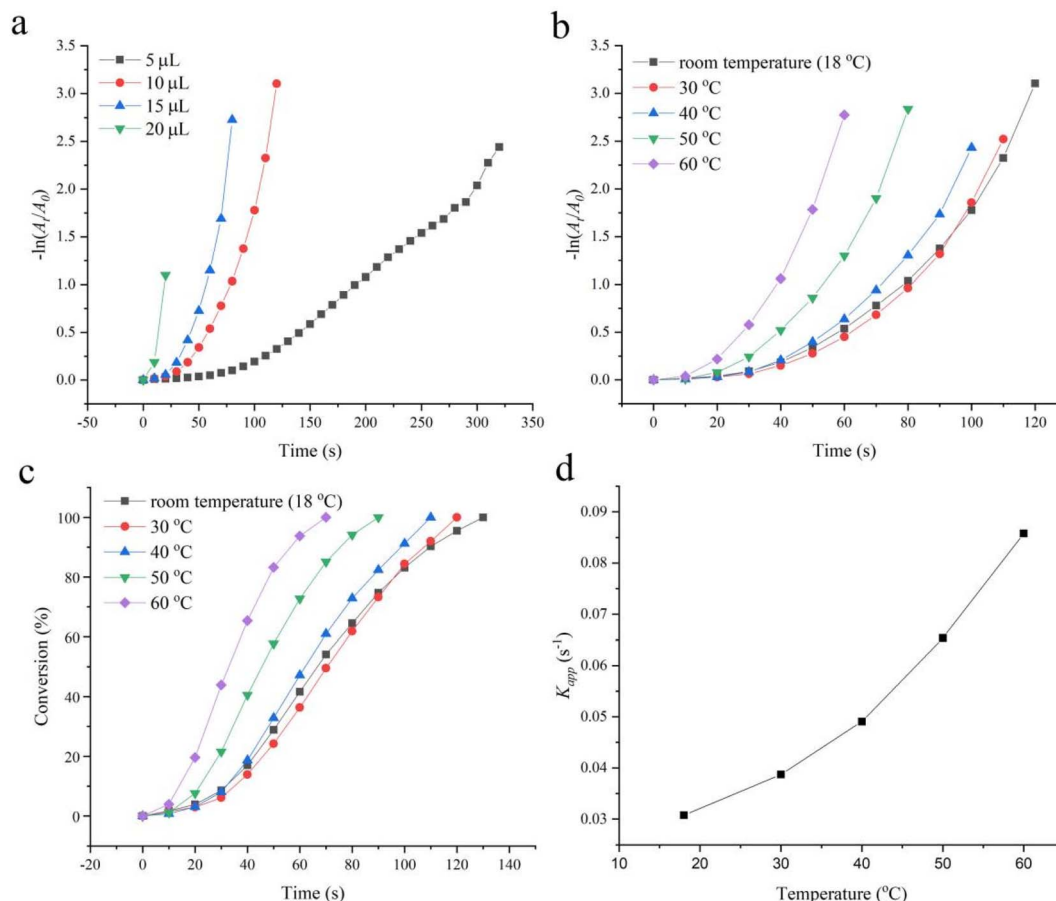 a
3.5
3.0
2.5
2.0
1.5
1.0
0.5
0.0
-ln(At/A0)
5 μL
10 μL
15 μL
20 μL
-50 0 50 100 150 200 250 300 350
Time (s)
b
3.5
3.0
2.5
2.0
1.5
1.0
0.5
0.0
-ln(At/A0)
room temperature (18 °C)
30 °C
40 °C
50 °C
60 °C
0 20 40 60 80 100 120
Time (s)
c
100
80
60
40
20
0
Conversion (%)
room temperature (18 °C)
30 °C
40 °C
50 °C
60 °C
-20 0 20 40 60 80 100 120 140
Time (s)
d
0.09
0.08
0.07
0.06
0.05
0.04
0.03
Kapp (s-1)
10 20 30 40 50 60
Temperature (°C)